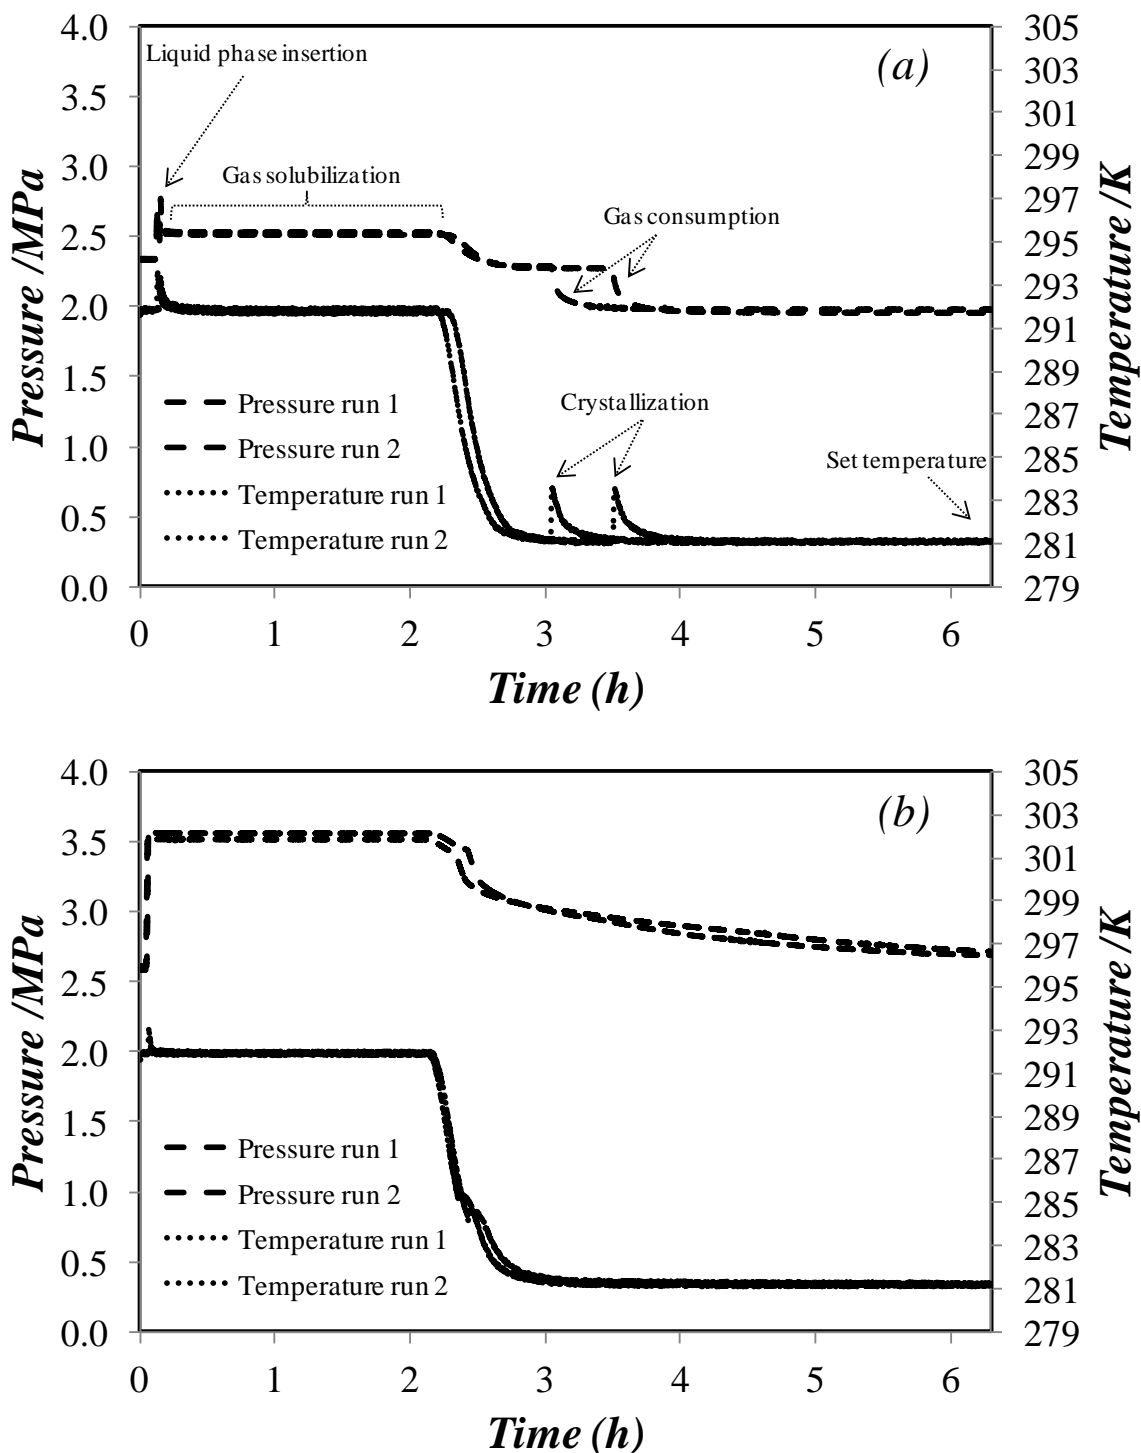 4.0
3.5
3.0
2.5
2.0
1.5
1.0
0.5
0.0
Pressure /MPa
305
303
301
299
297
295
293
291
289
287
285
283
281
279
Temperature /K
(a)
Liquid phase insertion
Gas solubilization
Gas consumption
Crystallization
Set temperature
Pressure run 1
Pressure run 2
Temperature run 1
Temperature run 2
0 1 2 3 4 5 6
Time (h)
4.0
3.5
3.0
2.5
2.0
1.5
1.0
0.5
0.0
Pressure /MPa
305
303
301
299
297
295
293
291
289
287
285
283
281
279
Temperature /K
(b)
Pressure run 1
Pressure run 2
Temperature run 1
Temperature run 2
0 1 2 3 4 5 6
Time (h)